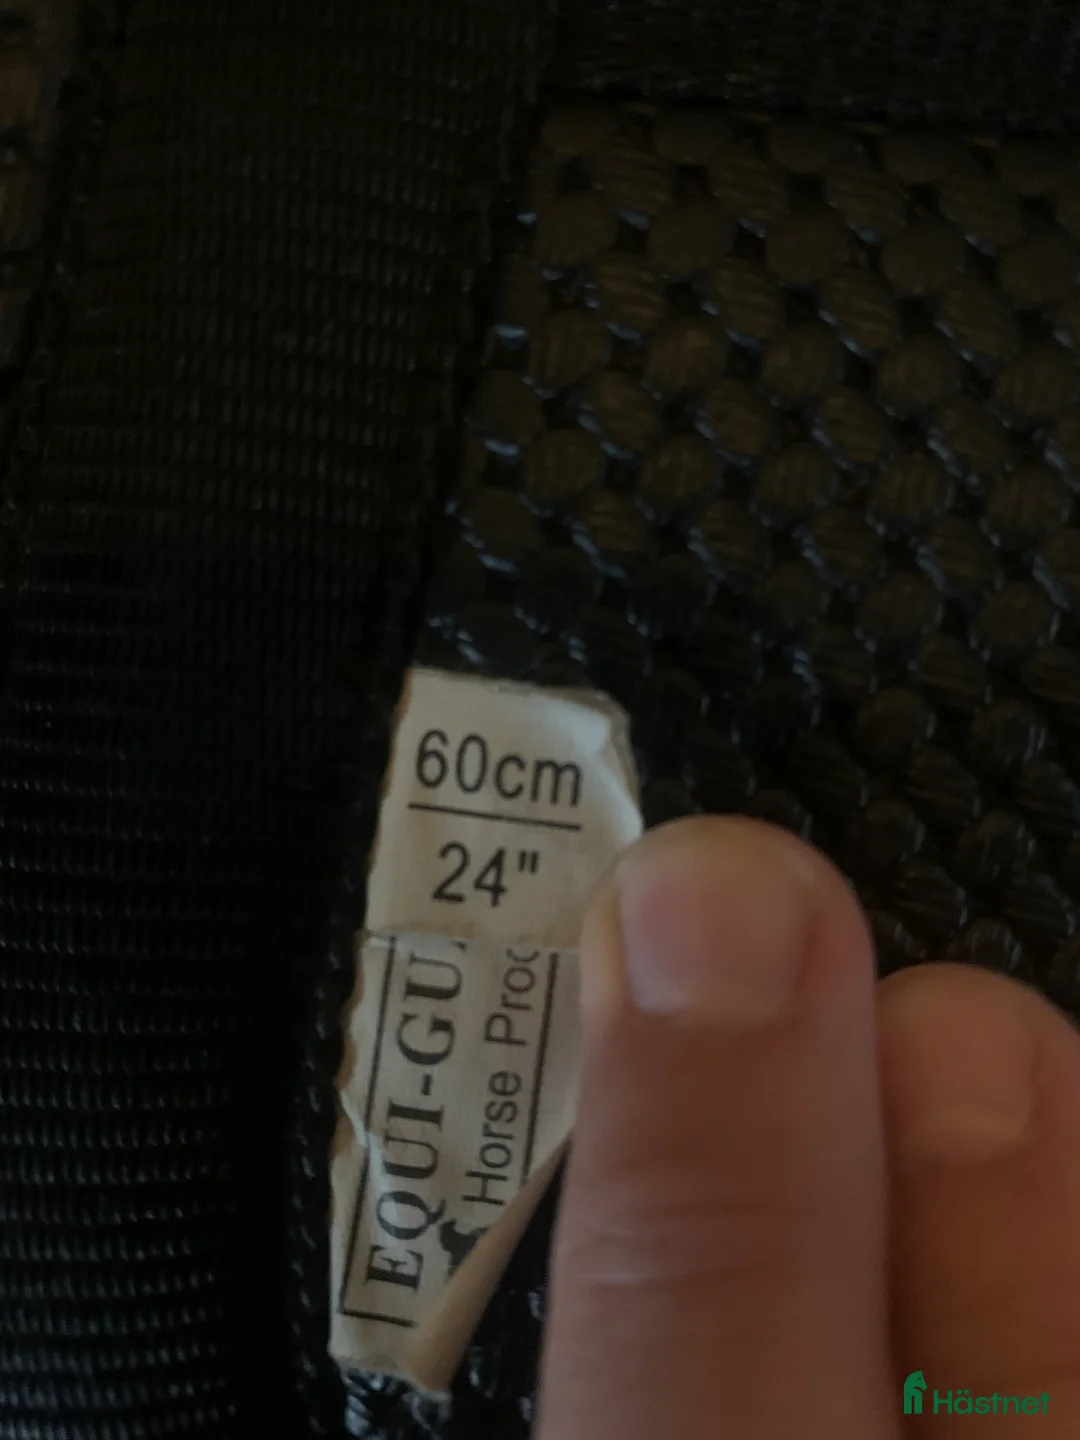 60cm
24"
EQUI-GU
Horse Proc
Hästnet